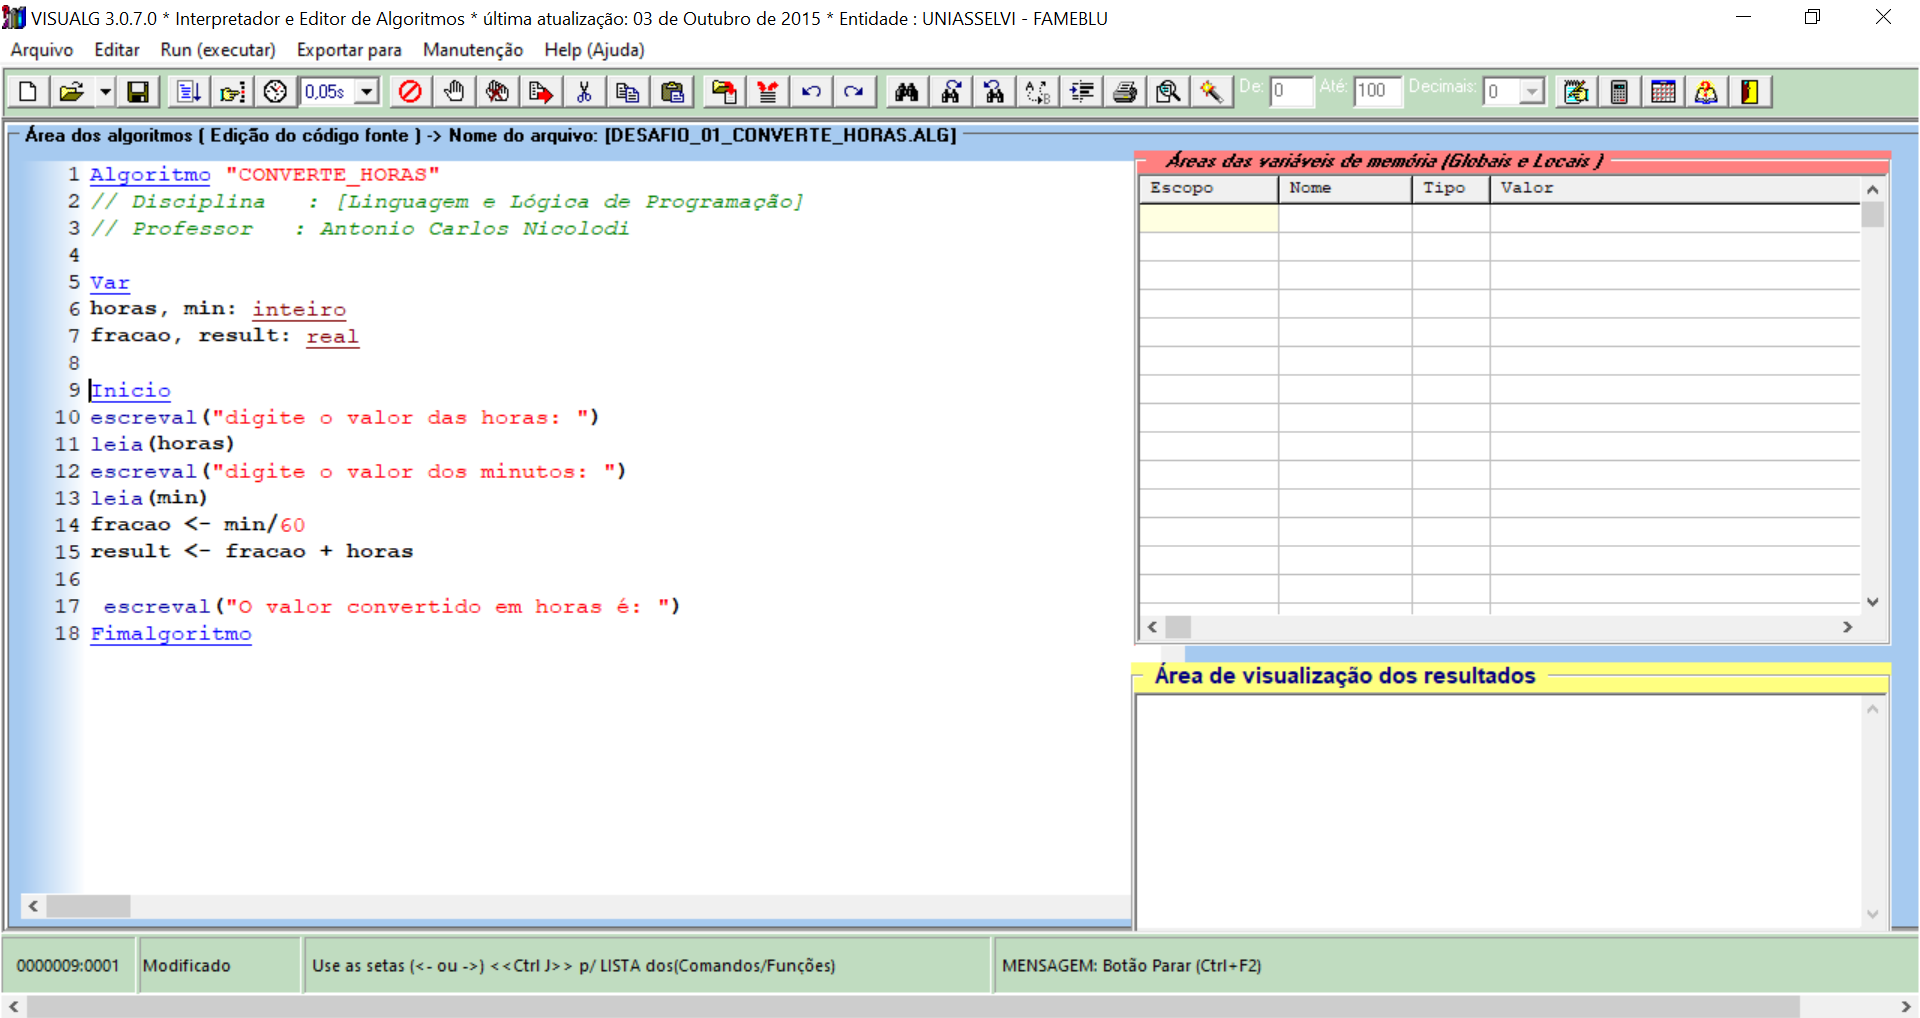 VISUALG 3.0.7.0 * Interpretador e Editor de Algoritmos * última atualização: 03 de Outubro de 2015 * Entidade : UNIASSELVI - FAMEBLU
Arquivo Editar Run (executar) Exportar para Manutenção Help (Ajuda)
0,05s De: 0 Até: 100 Decimais: 0
Área dos algoritmos ( Edição do código fonte ) -> Nome do arquivo: [DESAFIO_01_CONVERTE_HORAS.ALG]
1 Algoritmo "CONVERTE_HORAS"
2 // Disciplina   : [Linguagem e Lógica de Programação]
3 // Professor   : Antonio Carlos Nicolodi
4
5 Var
6 horas, min: inteiro
7 fracao, result: real
8
9 Inicio
10 escreval("digite o valor das horas: ")
11 leia(horas)
12 escreval("digite o valor dos minutos: ")
13 leia(min)
14 fracao <- min/60
15 result <- fracao + horas
16
17  escreval("O valor convertido em horas é: ")
18 Fimalgoritmo
Áreas das variáveis de memória (Globais e Locais )
Escopo Nome Tipo Valor
Área de visualização dos resultados
0000009:0001 Modificado Use as setas (<- ou ->) <<Ctrl J>> p/ LISTA dos(Comandos/Funções) MENSAGEM: Botão Parar (Ctrl+F2)